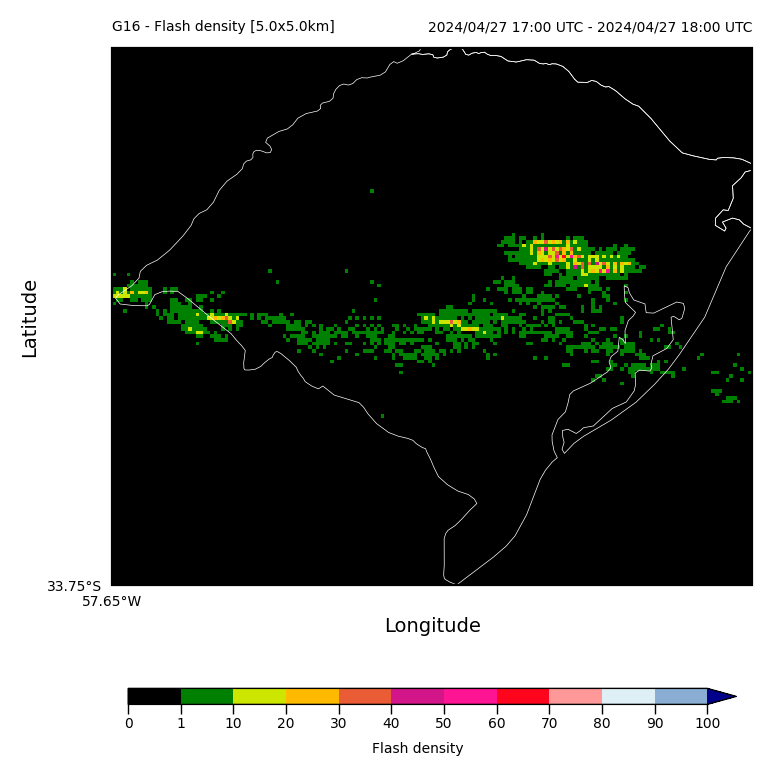 G16 - Flash density [5.0x5.0km] 2024/04/27 17:00 UTC - 2024/04/27 18:00 UTC
Latitude
33.75°S
57.65°W
Longitude
0 1 10 20 30 40 50 60 70 80 90 100
Flash density